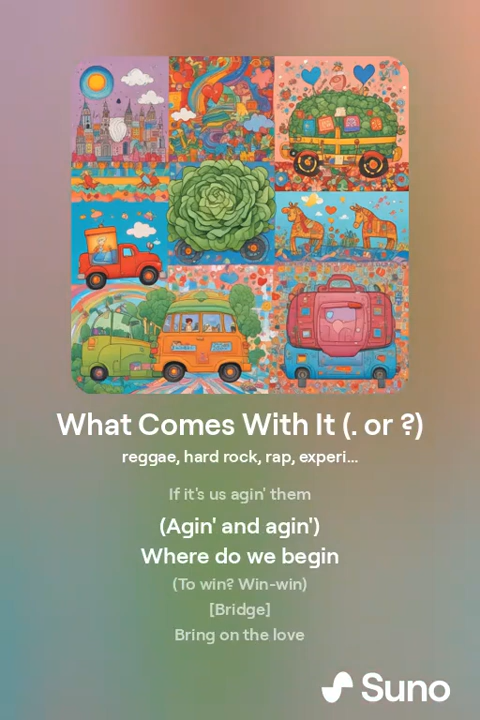 What Comes With It (. or ?)
reggae, hard rock, rap, experi...
If it's us agin' them
(Agin' and agin')
Where do we begin
(To win? Win-win)
[Bridge]
Bring on the love
Suno